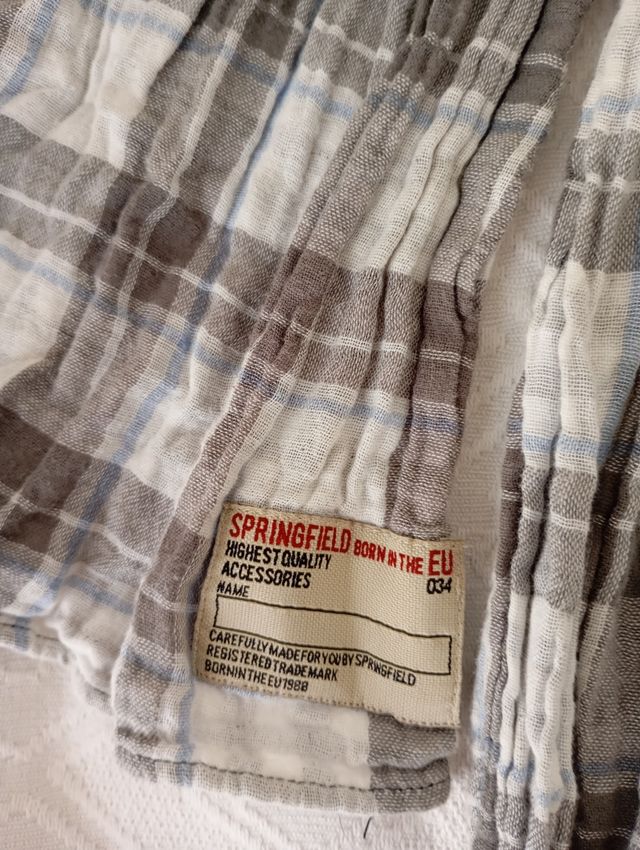 SPRINGFIELD BORN IN THE EU
HIGHEST QUALITY 034
ACCESSORIES
NAME
CAREFULLY MADE FOR YOU BY SPRINGFIELD
REGISTERED TRADEMARK
BORN IN THE EU 1988